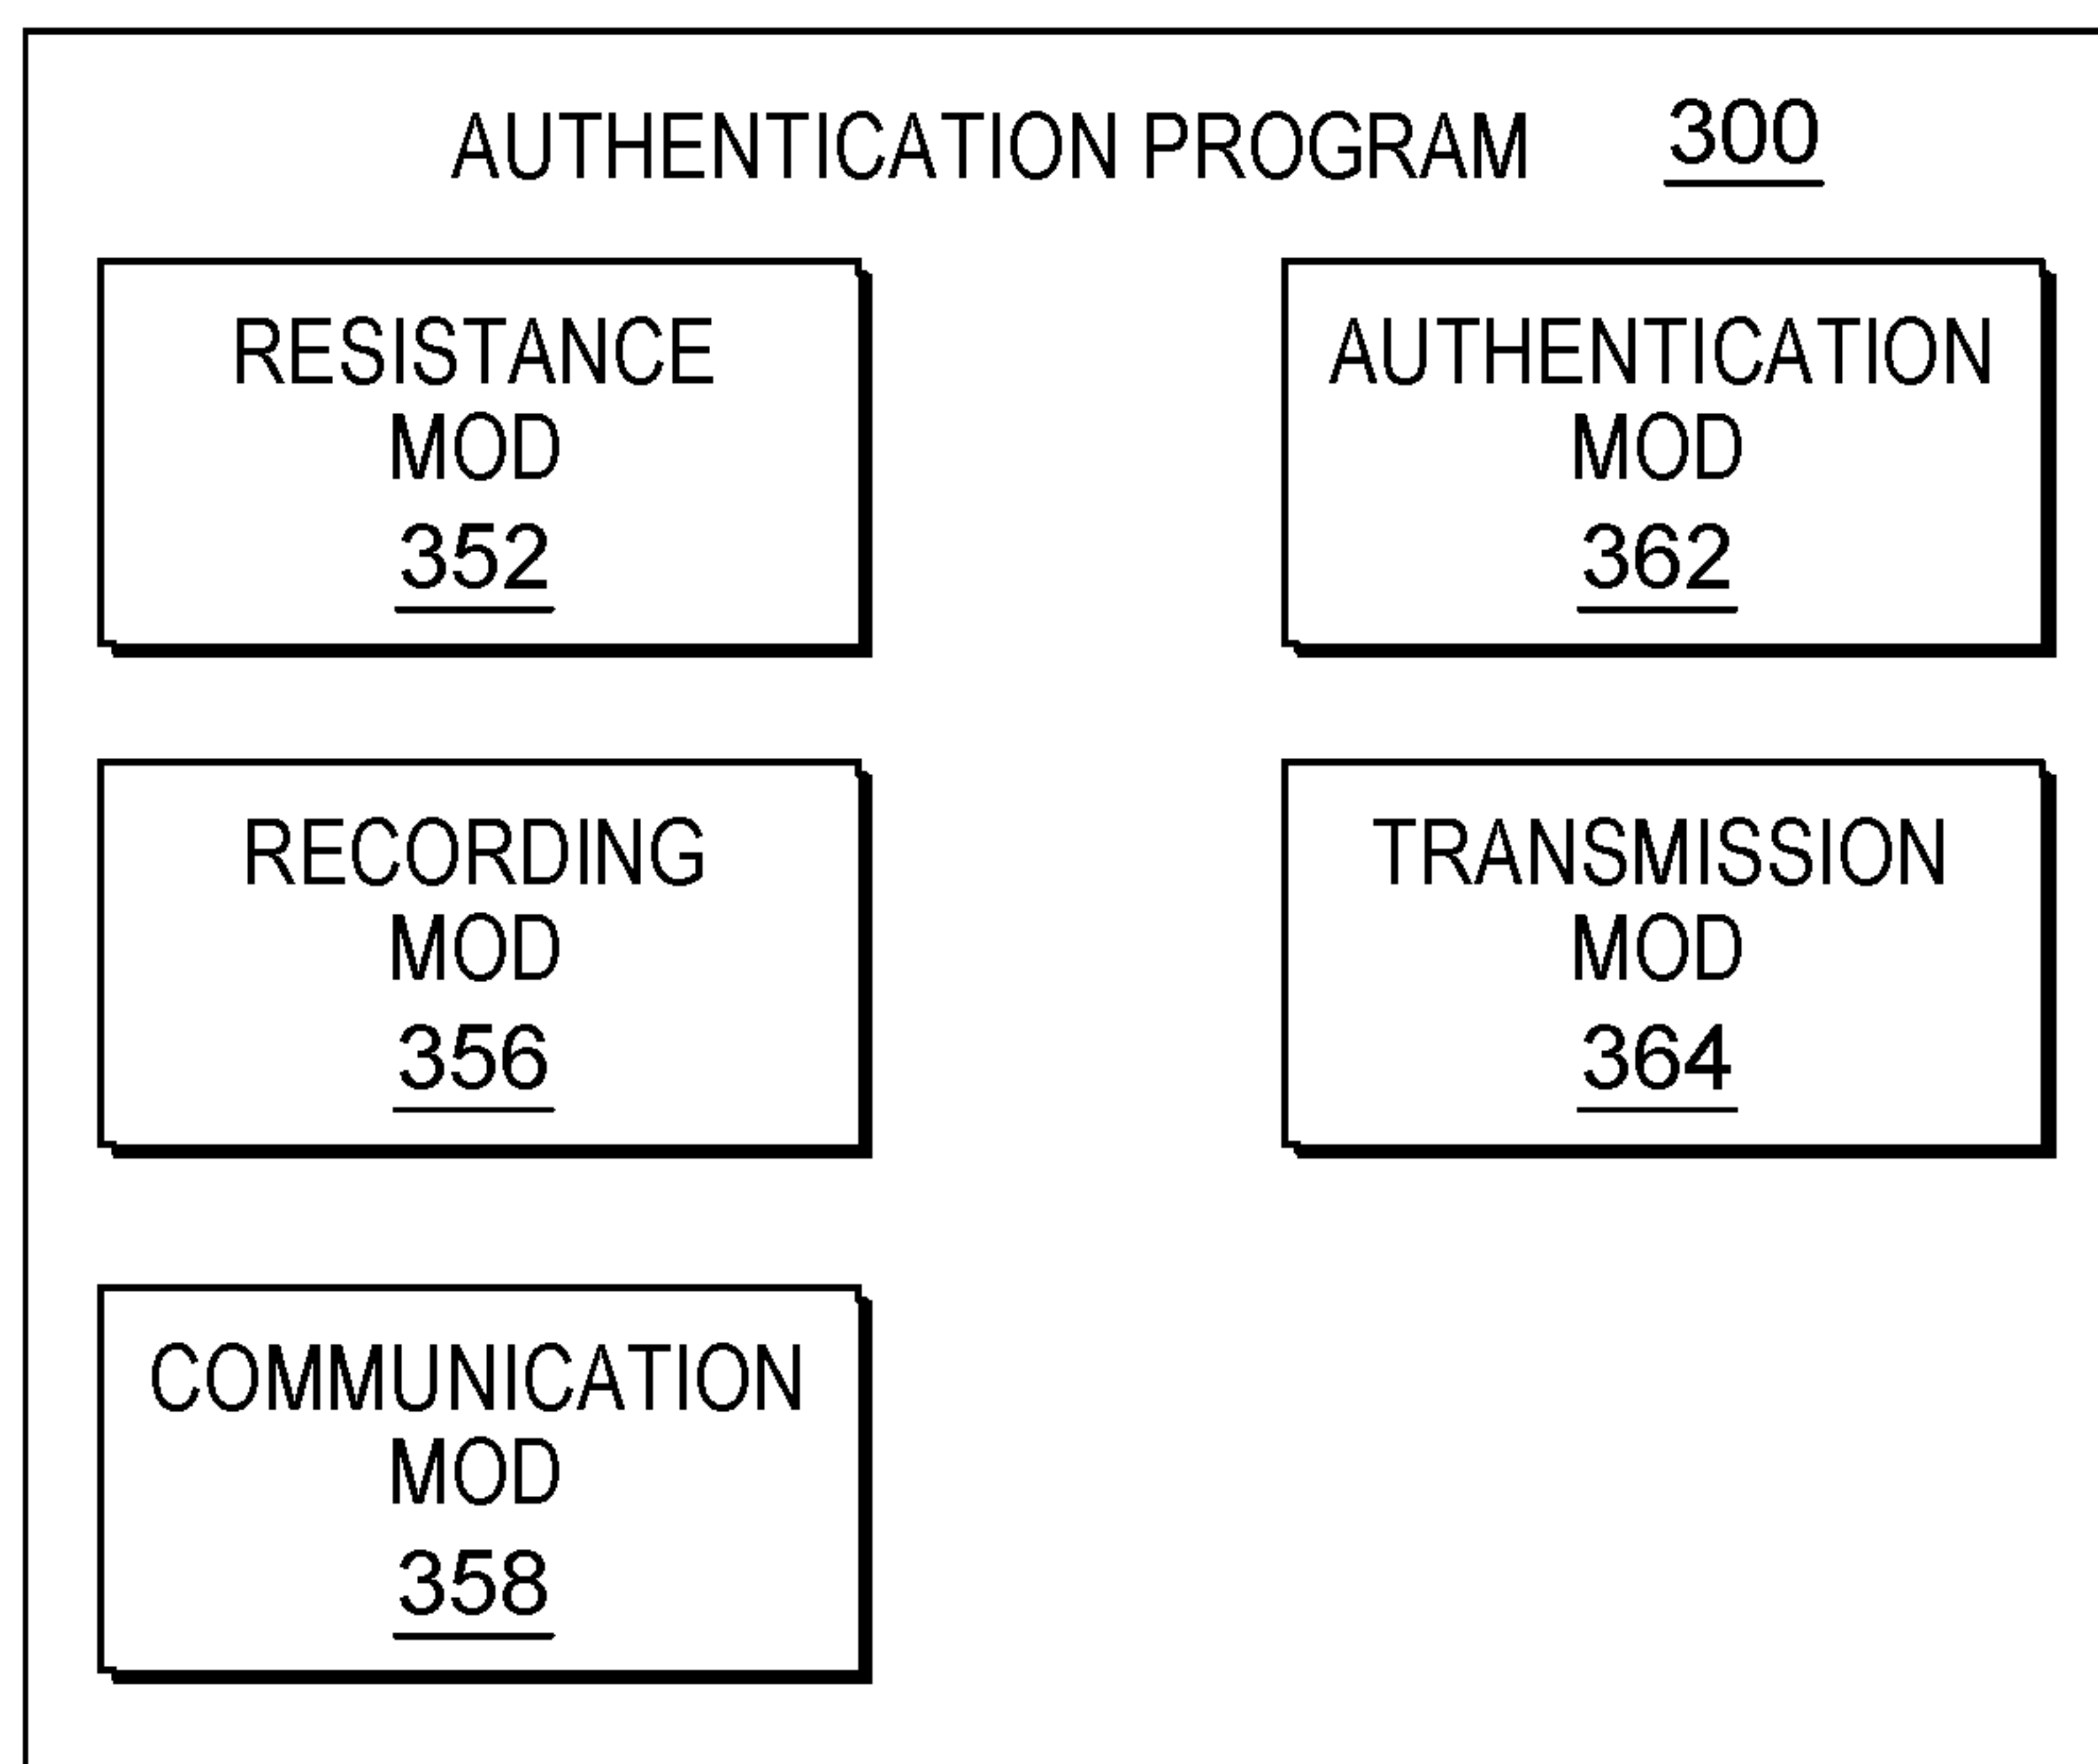 AUTHENTICATION PROGRAM 300
RESISTANCE
MOD
352
AUTHENTICATION
MOD
362
RECORDING
MOD
356
TRANSMISSION
MOD
364
COMMUNICATION
MOD
358